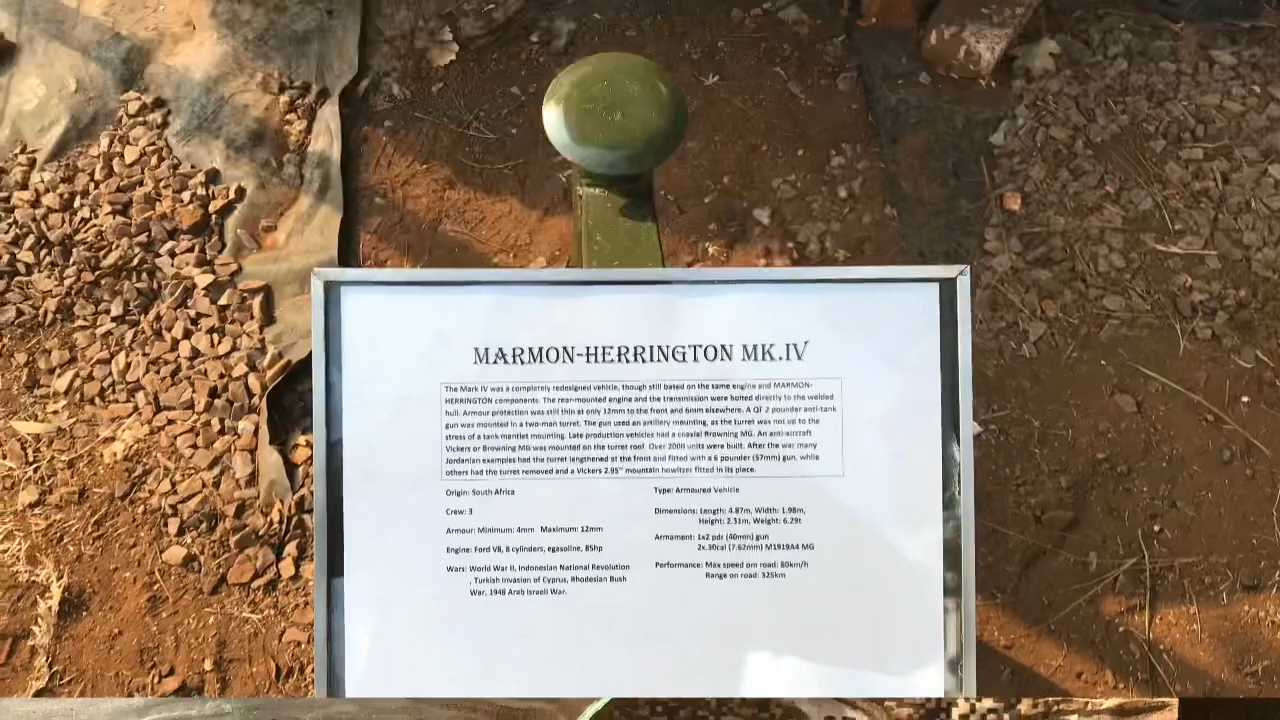 MARMON-HERRINGTON MK.IV
The Mark IV was a completely redesigned vehicle, though still based on the same engine and MARMON-
HERRINGTON components. The rear-mounted engine and the transmission were bolted directly to the welded
hull. Armour protection was still thin at only 12mm to the front and 6mm elsewhere. A QF 2 pounder anti-tank
gun was mounted in a two-man turret. The gun used an artillery mounting, as the turret was not up to the
stress of a tank mantlet mounting. Late production vehicles had a coaxial Browning MG. An anti-aircraft
Vickers or Browning MG was mounted on the turret roof. Over 2000 units were built. After the war many
Jordanian examples had the turret lengthened at the front and fitted with a 6 pounder (57mm) gun, while
others had the turret removed and a Vickers 2.95" mountain howitzer fitted in its place.
Origin: South Africa
Crew: 3
Armour: Minimum: 4mm Maximum: 12mm
Engine: Ford V8, 8 cylinders, egasoline, 85hp
Wars: World War II, Indonesian National Revolution
, Turkish Invasion of Cyprus, Rhodesian Bush
War, 1948 Arab Israeli War.
Type: Armoured Vehicle
Dimensions: Length: 4.87m, Width: 1.98m,
Height: 2.31m, Weight: 6.29t
Armament: 1x2 pdr (40mm) gun
2x.30cal (7.62mm) M1919A4 MG
Performance: Max speed om road: 80km/h
Range on road: 325km